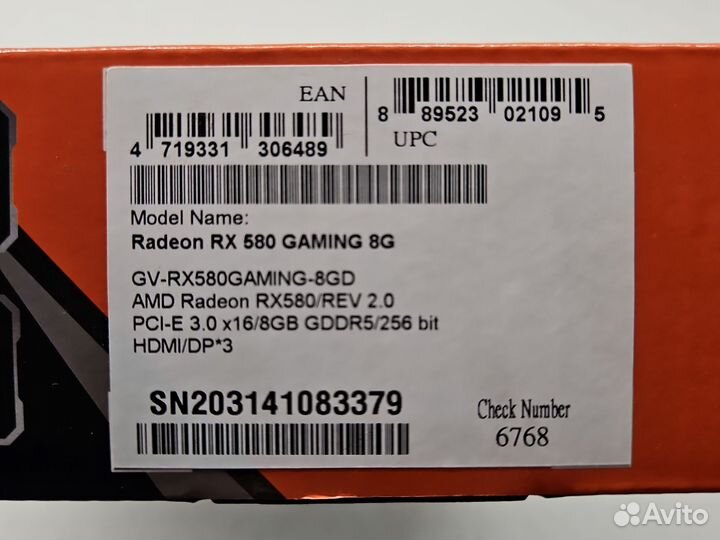 EAN
4 719331 306489
8 89523 02109 5
UPC
Model Name:
Radeon RX 580 GAMING 8G
GV-RX580GAMING-8GD
AMD Radeon RX580/REV 2.0
PCI-E 3.0 x16/8GB GDDR5/256 bit
HDMI/DP*3
SN203141083379
Check Number
6768
Avito